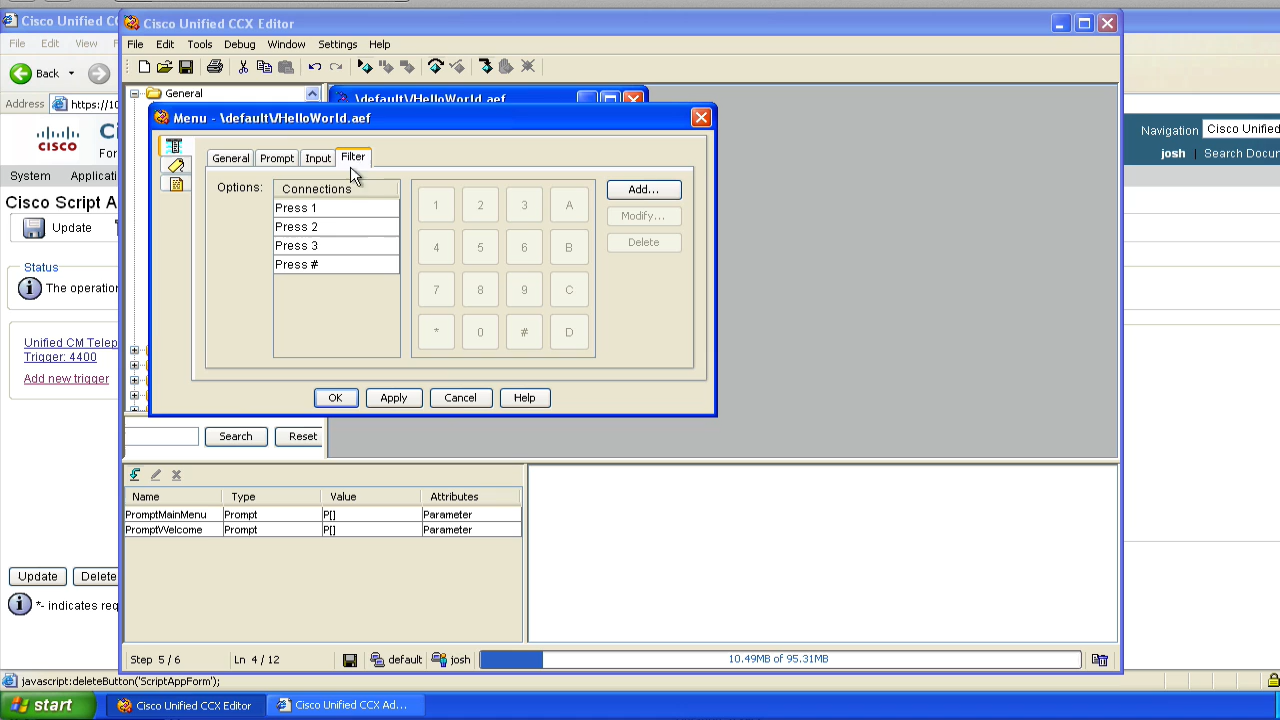 Cisco Unified CC
Cisco Unified CCX Editor
File Edit View
File Edit Tools Debug Window Settings Help
Back
Address https://10
General
\default\/HelloWorld.aef
Menu - \default\/HelloWorld.aef
Navigation Cisco Unified
cisco
For
josh Search Docum
System Applicati
General Prompt Input Filter
Options: Connections
Press 1
Press 2
Press 3
Press #
1 2 3 A
4 5 6 B
7 8 9 C
* 0 # D
Add...
Modify...
Delete
Cisco Script A
Update
Status
The operatio
Unified CM Telep
Trigger: 4400
Add new trigger
OK Apply Cancel Help
Search Reset
Name Type Value Attributes
PromptMainMenu Prompt P[] Parameter
PromptWelcome Prompt P[] Parameter
Update Delete
*- indicates req
Step 5 / 6 Ln 4 / 12 default josh 10.49MB of 95.31MB
javascript:deleteButton('ScriptAppForm');
start Cisco Unified CCX Editor Cisco Unified CCX Ad...